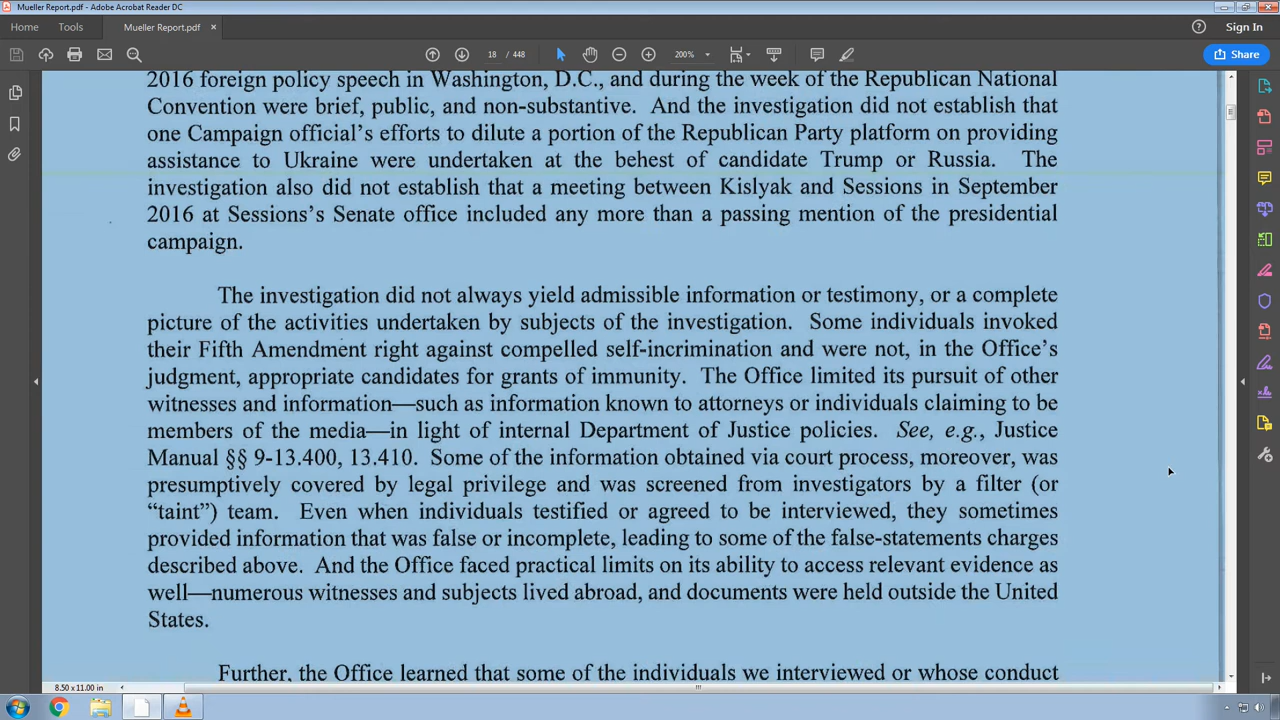 Mueller Report.pdf - Adobe Acrobat Reader DC
Home Tools Mueller Report.pdf × Sign In
18 / 448 200% Share
2016 foreign policy speech in Washington, D.C., and during the week of the Republican National
Convention were brief, public, and non-substantive. And the investigation did not establish that
one Campaign official’s efforts to dilute a portion of the Republican Party platform on providing
assistance to Ukraine were undertaken at the behest of candidate Trump or Russia. The
investigation also did not establish that a meeting between Kislyak and Sessions in September
2016 at Sessions’s Senate office included any more than a passing mention of the presidential
campaign.
The investigation did not always yield admissible information or testimony, or a complete
picture of the activities undertaken by subjects of the investigation. Some individuals invoked
their Fifth Amendment right against compelled self-incrimination and were not, in the Office’s
judgment, appropriate candidates for grants of immunity. The Office limited its pursuit of other
witnesses and information—such as information known to attorneys or individuals claiming to be
members of the media—in light of internal Department of Justice policies. See, e.g., Justice
Manual §§ 9-13.400, 13.410. Some of the information obtained via court process, moreover, was
presumptively covered by legal privilege and was screened from investigators by a filter (or
“taint”) team. Even when individuals testified or agreed to be interviewed, they sometimes
provided information that was false or incomplete, leading to some of the false-statements charges
described above. And the Office faced practical limits on its ability to access relevant evidence as
well—numerous witnesses and subjects lived abroad, and documents were held outside the United
States.
Further, the Office learned that some of the individuals we interviewed or whose conduct
8.50 x 11.00 in